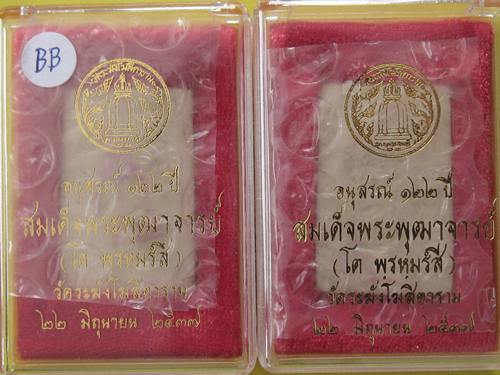 BB
อนุสรณ์ ๑๒๒ ปี
สมเด็จพระพุฒาจารย์
(โต พรหมรังสี)
วัดระฆังโฆสิตาราม
๒๒ มิถุนายน ๒๕๓๗
อนุสรณ์ ๑๒๒ ปี
สมเด็จพระพุฒาจารย์
(โต พรหมรังสี)
วัดระฆังโฆสิตาราม
๒๒ มิถุนายน ๒๕๓๗